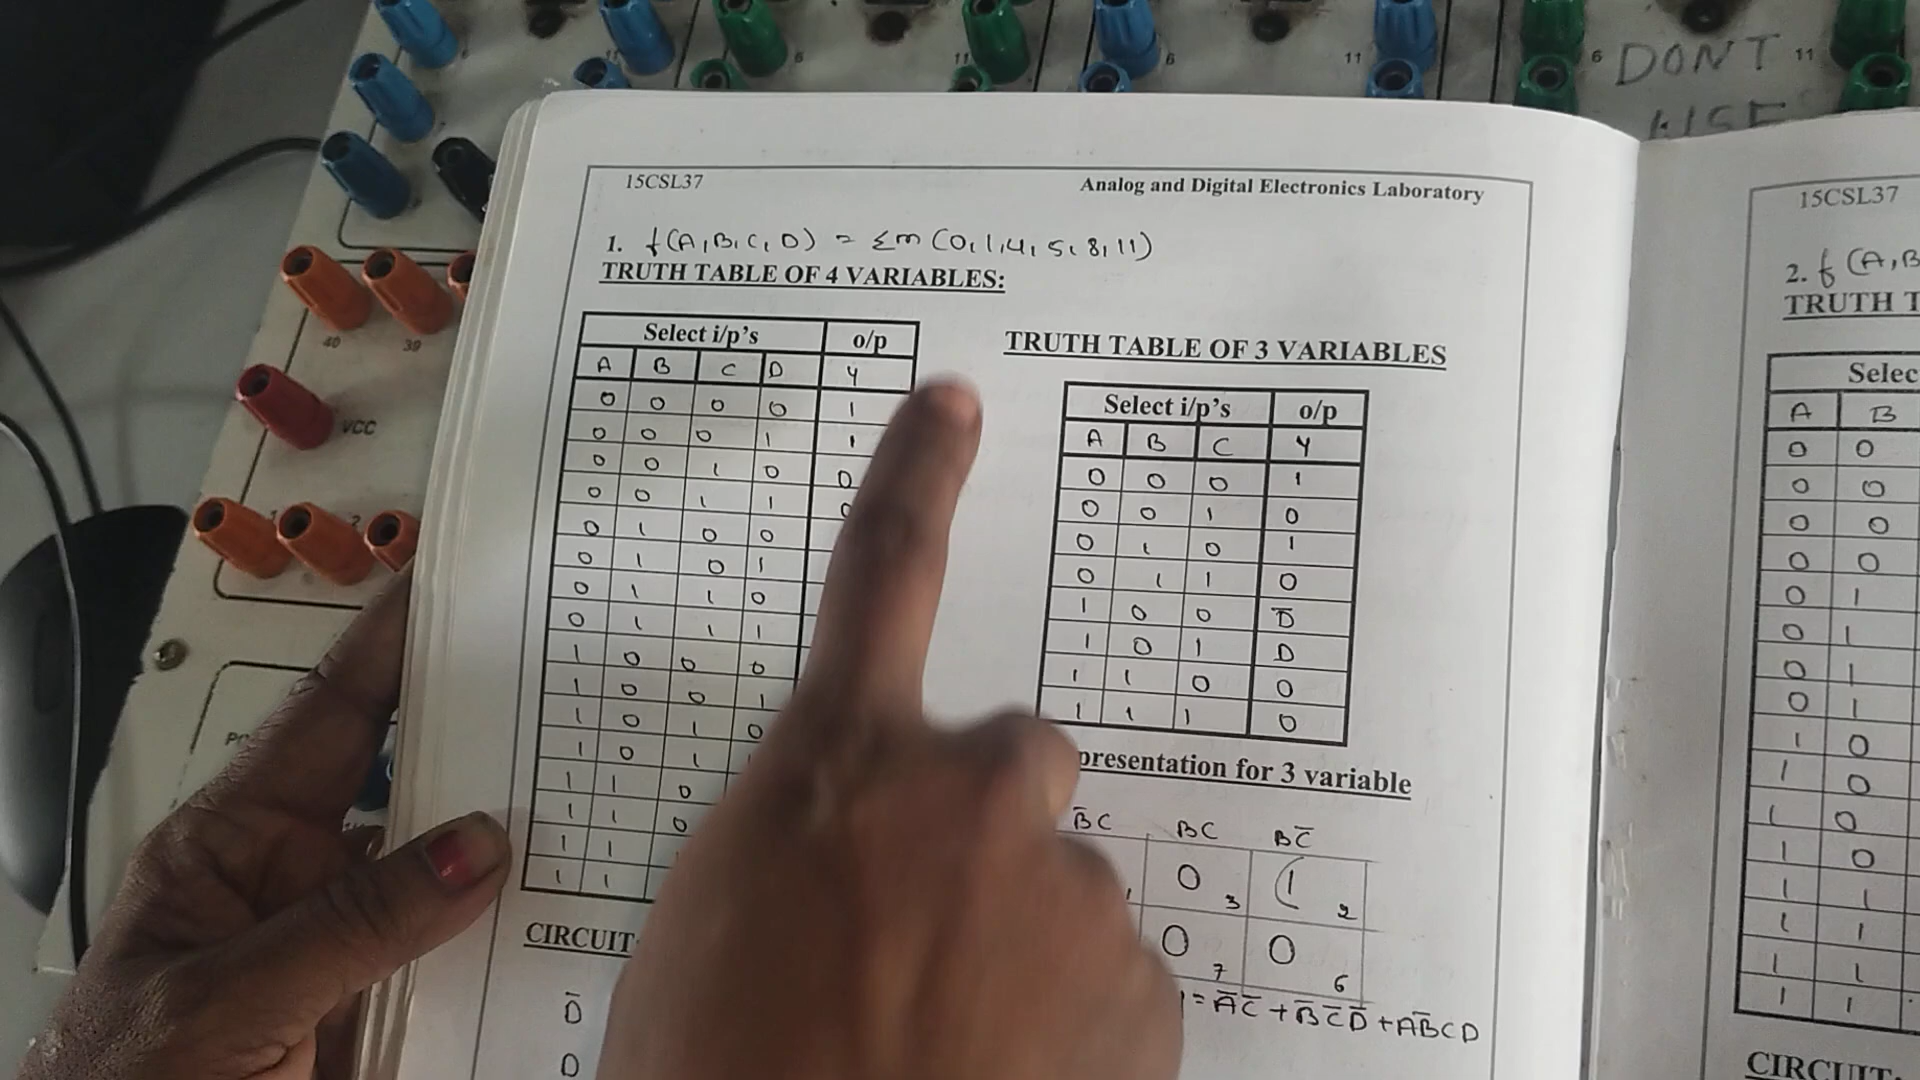 6
11
6
11
6
11
6
11
DONT
USE
40
39
VCC
2
15CSL37
Analog and Digital Electronics Laboratory
1. f(A,B,C,D) = Σm (0,1,4,5,8,11)
TRUTH TABLE OF 4 VARIABLES:
Select i/p's o/p
A B C D Y
0 0 0 0 1
0 0 0 1 1
0 0 1 0 0
0 0 1 1
0 1 0 0
0 1 0 1
0 1 1 0
0 1 1 1
1 0 0 0
1 0 0 1
1 0 1 0
1 0 1
1 1 0
1 1 0
1 1
1 1
TRUTH TABLE OF 3 VARIABLES
Select i/p's o/p
A B C Y
0 0 0 1
0 0 1 0
0 1 0 1
0 1 1 0
1 0 0 D̅
1 0 1 D
1 1 0 0
1 1 1 0
presentation for 3 variable
B̅C BC BC̅
0 3 (1 2
0 7 0 6
= A̅C̅ + B̅C̅D̅ + AB̅CD
CIRCUIT
D̅
D
15CSL37
2. f (A,B
TRUTH T
Selec
A B
0 0
0 0
0 0
0 0
0 1
0 1
0 1
0 1
1 0
1 0
1 0
1 0
1 1
1 1
1 1
1 1
CIRCUIT: